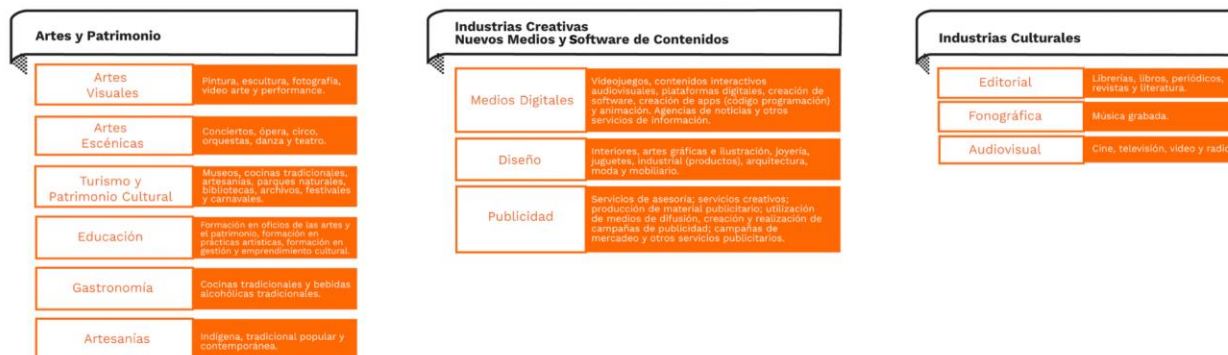 Artes y Patrimonio
Artes
Visuales
Pintura, escultura, fotografía,
video arte y performance.
Artes
Escénicas
Conciertos, ópera, circo,
orquestas, danza y teatro.
Turismo y
Patrimonio Cultural
Museos, cocinas tradicionales,
artesanías, parques naturales,
bibliotecas, archivos, festivales
y carnavales.
Educación
Formación en oficios de las artes y
el patrimonio, formación en
prácticas artísticas, formación en
gestión y emprendimiento cultural.
Gastronomía
Cocinas tradicionales y bebidas
alcohólicas tradicionales.
Artesanías
Indígena, tradicional popular y
contemporánea.
Industrias Creativas
Nuevos Medios y Software de Contenidos
Medios Digitales
Videojuegos, contenidos interactivos
audiovisuales, plataformas digitales, creación de
software, creación de apps (código programación)
y animación. Agencias de noticias y otros
servicios de información.
Diseño
Interiores, artes gráficas e ilustración, joyería,
juguetes, industrial (productos), arquitectura,
moda y mobiliario.
Publicidad
Servicios de asesoría; servicios creativos;
producción de material publicitario; utilización
de medios de difusión, creación y realización de
campañas de publicidad; campañas de
mercadeo y otros servicios publicitarios.
Industrias Culturales
Editorial
Librerías, libros, periódicos,
revistas y literatura.
Fonográfica
Música grabada.
Audiovisual
Cine, televisión, video y radio